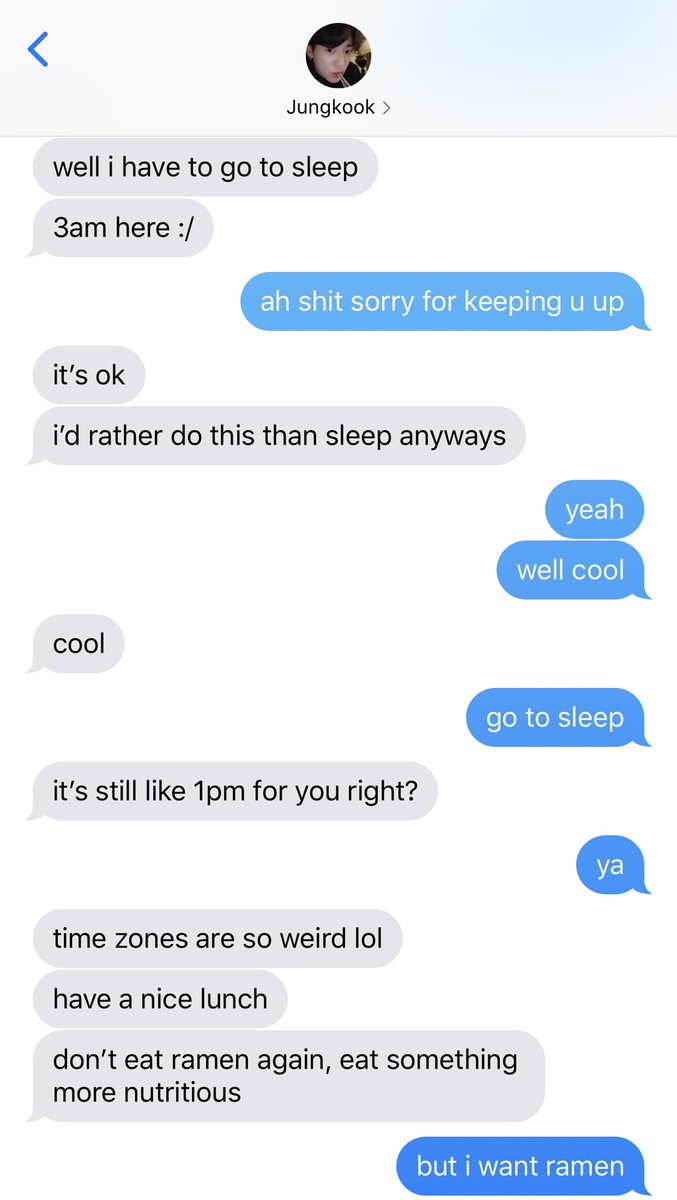 Jungkook
well i have to go to sleep
3am here :/
ah shit sorry for keeping u up
it’s ok
i’d rather do this than sleep anyways
yeah
well cool
cool
go to sleep
it’s still like 1pm for you right?
ya
time zones are so weird lol
have a nice lunch
don’t eat ramen again, eat something
more nutritious
but i want ramen